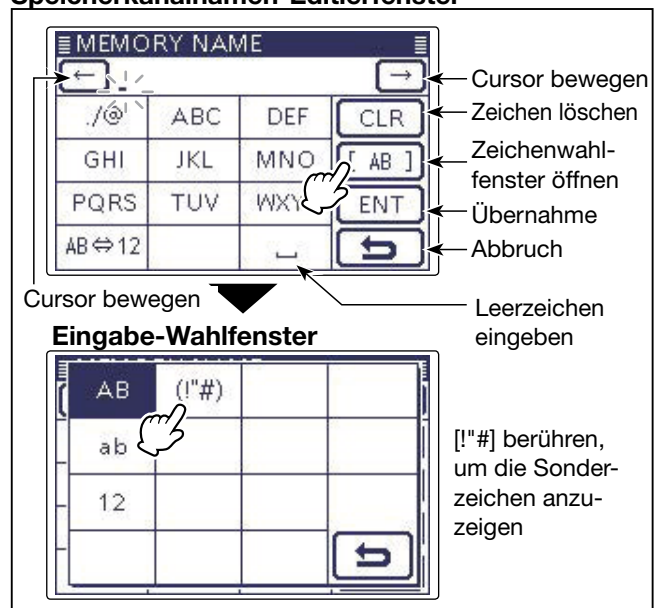 Speicherkanalnamen-Editierfenster
MEMORY NAME
← → Cursor bewegen
./@ ABC DEF CLR Zeichen löschen
GHI JKL MNO [ AB ] Zeichenwahl-
fenster öffnen
PQRS TUV WXYZ ENT Übernahme
AB⇔12 ␣ Abbruch
Cursor bewegen
Leerzeichen
eingeben
Eingabe-Wahlfenster
AB (!"#)
ab
12
[!"#] berühren,
um die Sonder-
zeichen anzu-
zeigen